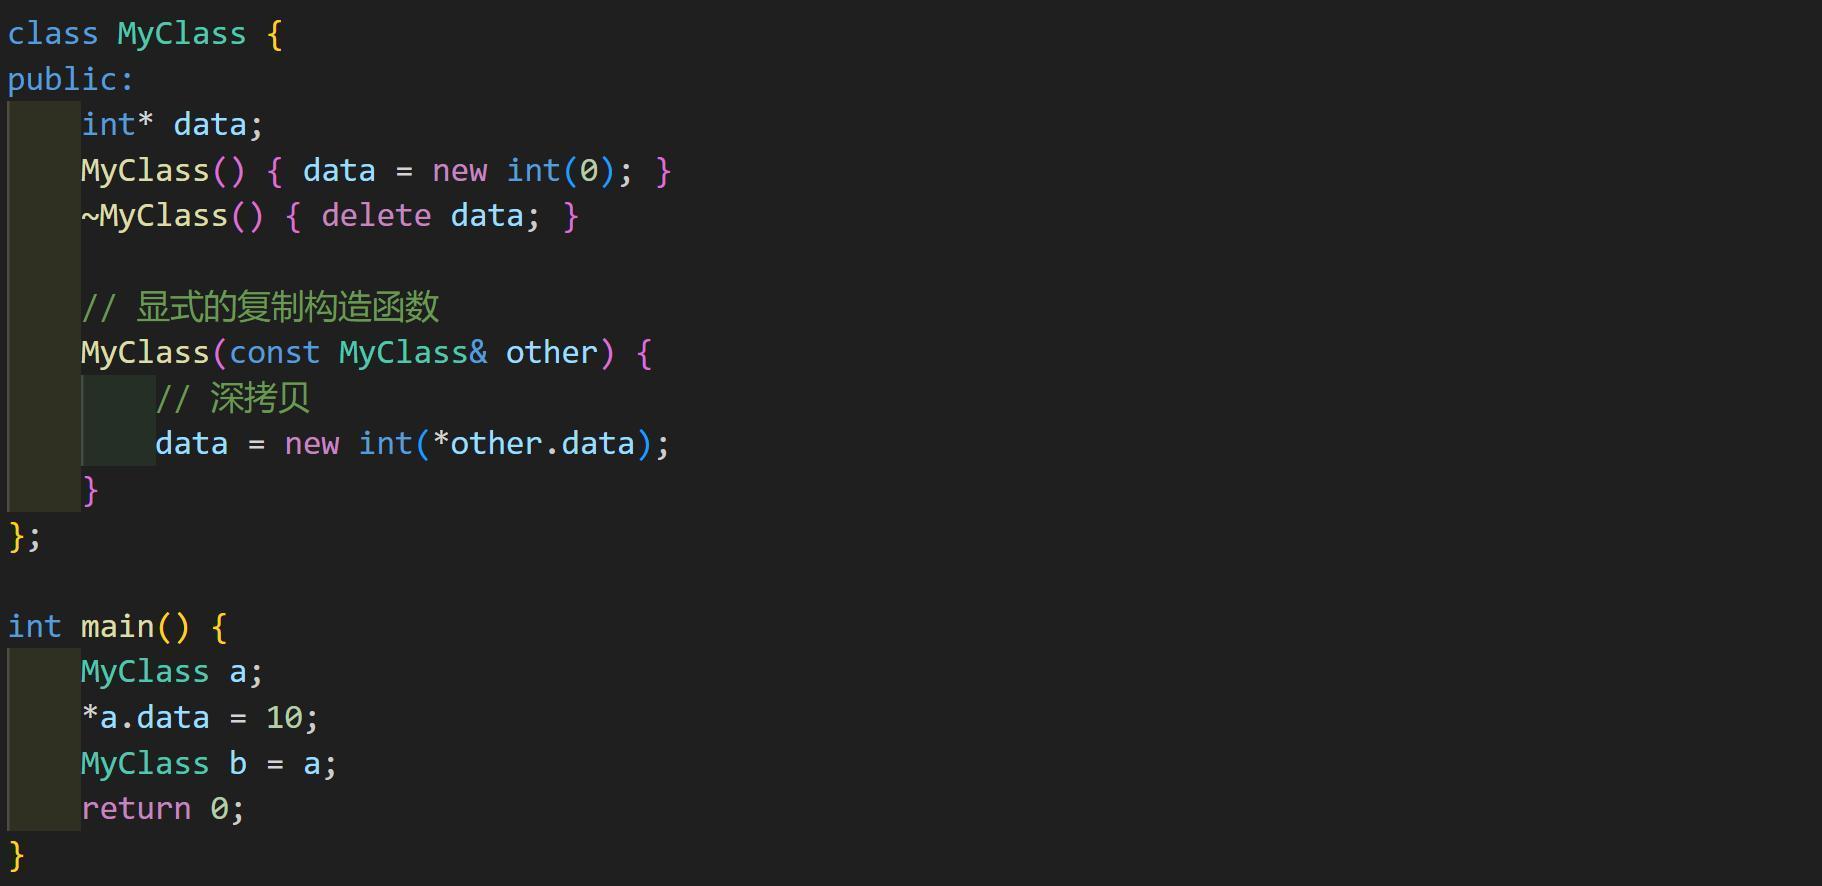 class MyClass {
public:
    int* data;
    MyClass() { data = new int(0); }
    ~MyClass() { delete data; }

    // 显式的复制构造函数
    MyClass(const MyClass& other) {
        // 深拷贝
        data = new int(*other.data);
    }
};

int main() {
    MyClass a;
    *a.data = 10;
    MyClass b = a;
    return 0;
}